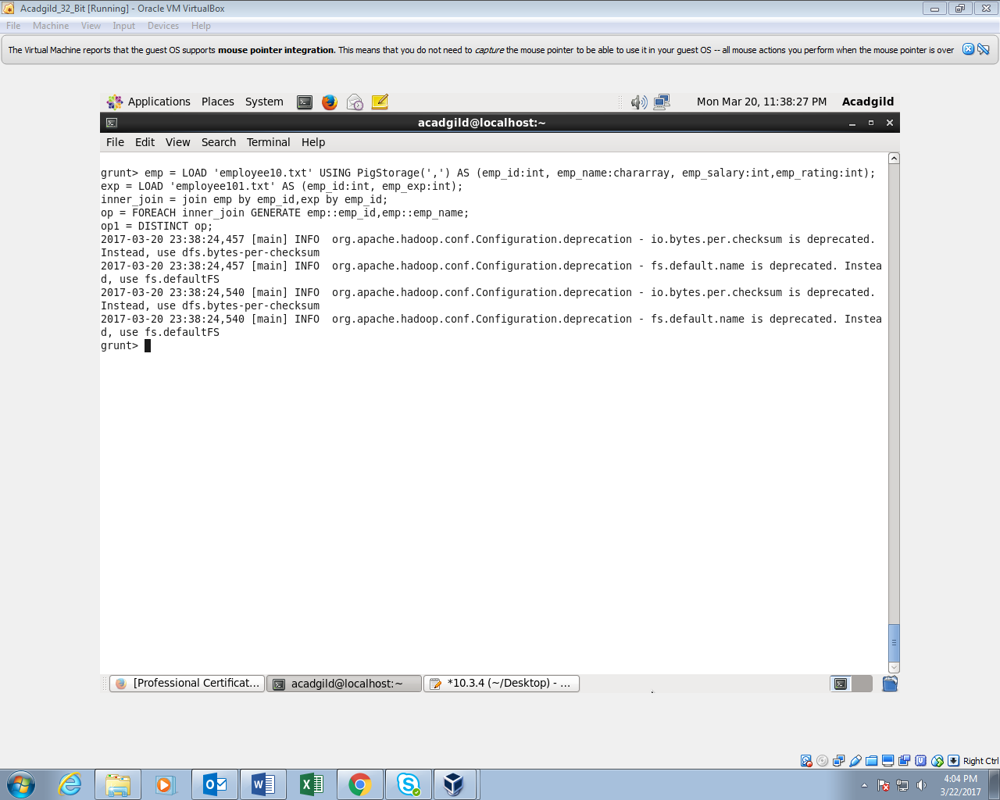 Acadgild_32_Bit [Running] - Oracle VM VirtualBox
File Machine View Input Devices Help
The Virtual Machine reports that the guest OS supports mouse pointer integration. This means that you do not need to capture the mouse pointer to be able to use it in your guest OS -- all mouse actions you perform when the mouse pointer is over
Applications Places System Mon Mar 20, 11:38:27 PM Acadgild
acadgild@localhost:~
File Edit View Search Terminal Help
grunt> emp = LOAD 'employee10.txt' USING PigStorage(',') AS (emp_id:int, emp_name:chararray, emp_salary:int,emp_rating:int);
exp = LOAD 'employee101.txt' AS (emp_id:int, emp_exp:int);
inner_join = join emp by emp_id,exp by emp_id;
op = FOREACH inner_join GENERATE emp::emp_id,emp::emp_name;
op1 = DISTINCT op;
2017-03-20 23:38:24,457 [main] INFO  org.apache.hadoop.conf.Configuration.deprecation - io.bytes.per.checksum is deprecated.
Instead, use dfs.bytes-per-checksum
2017-03-20 23:38:24,457 [main] INFO  org.apache.hadoop.conf.Configuration.deprecation - fs.default.name is deprecated. Instea
d, use fs.defaultFS
2017-03-20 23:38:24,540 [main] INFO  org.apache.hadoop.conf.Configuration.deprecation - io.bytes.per.checksum is deprecated.
Instead, use dfs.bytes-per-checksum
2017-03-20 23:38:24,540 [main] INFO  org.apache.hadoop.conf.Configuration.deprecation - fs.default.name is deprecated. Instea
d, use fs.defaultFS
grunt>
[Professional Certificat... acadgild@localhost:~ *10.3.4 (~/Desktop) - ...
Right Ctrl
4:04 PM
3/22/2017